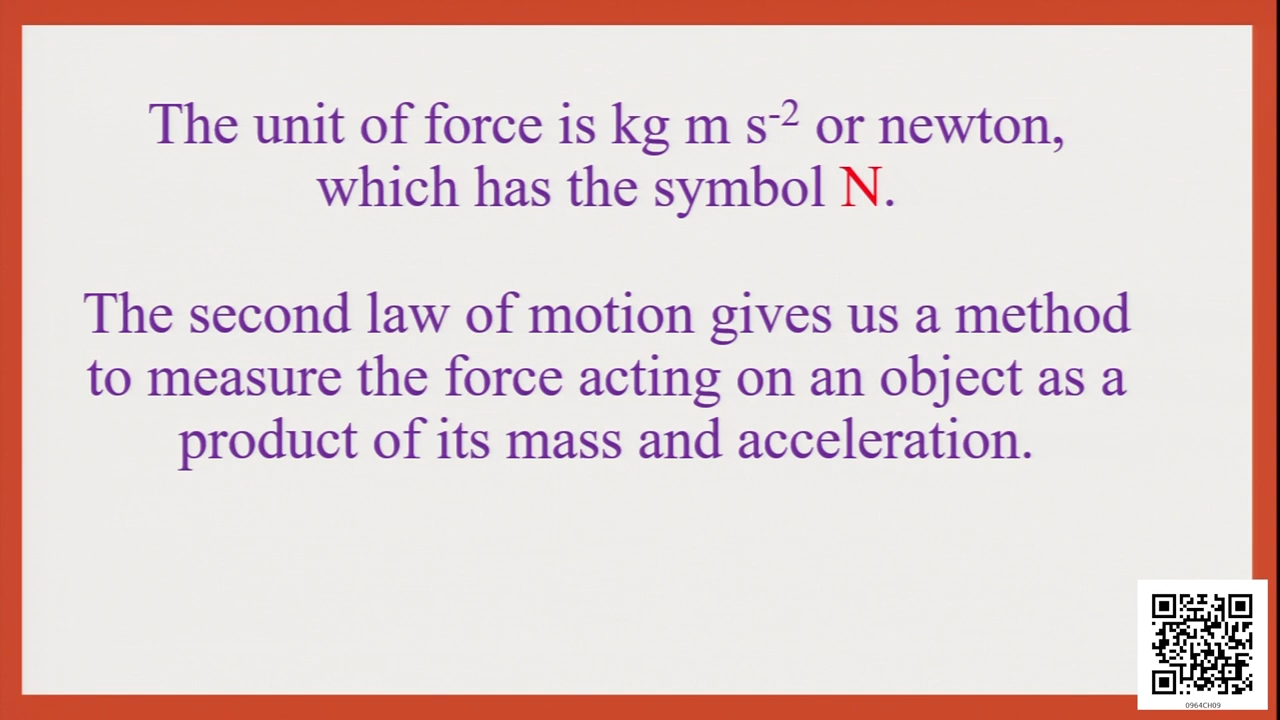 The unit of force is kg m s⁻² or newton,
which has the symbol N.
The second law of motion gives us a method
to measure the force acting on an object as a
product of its mass and acceleration.
0964CH09